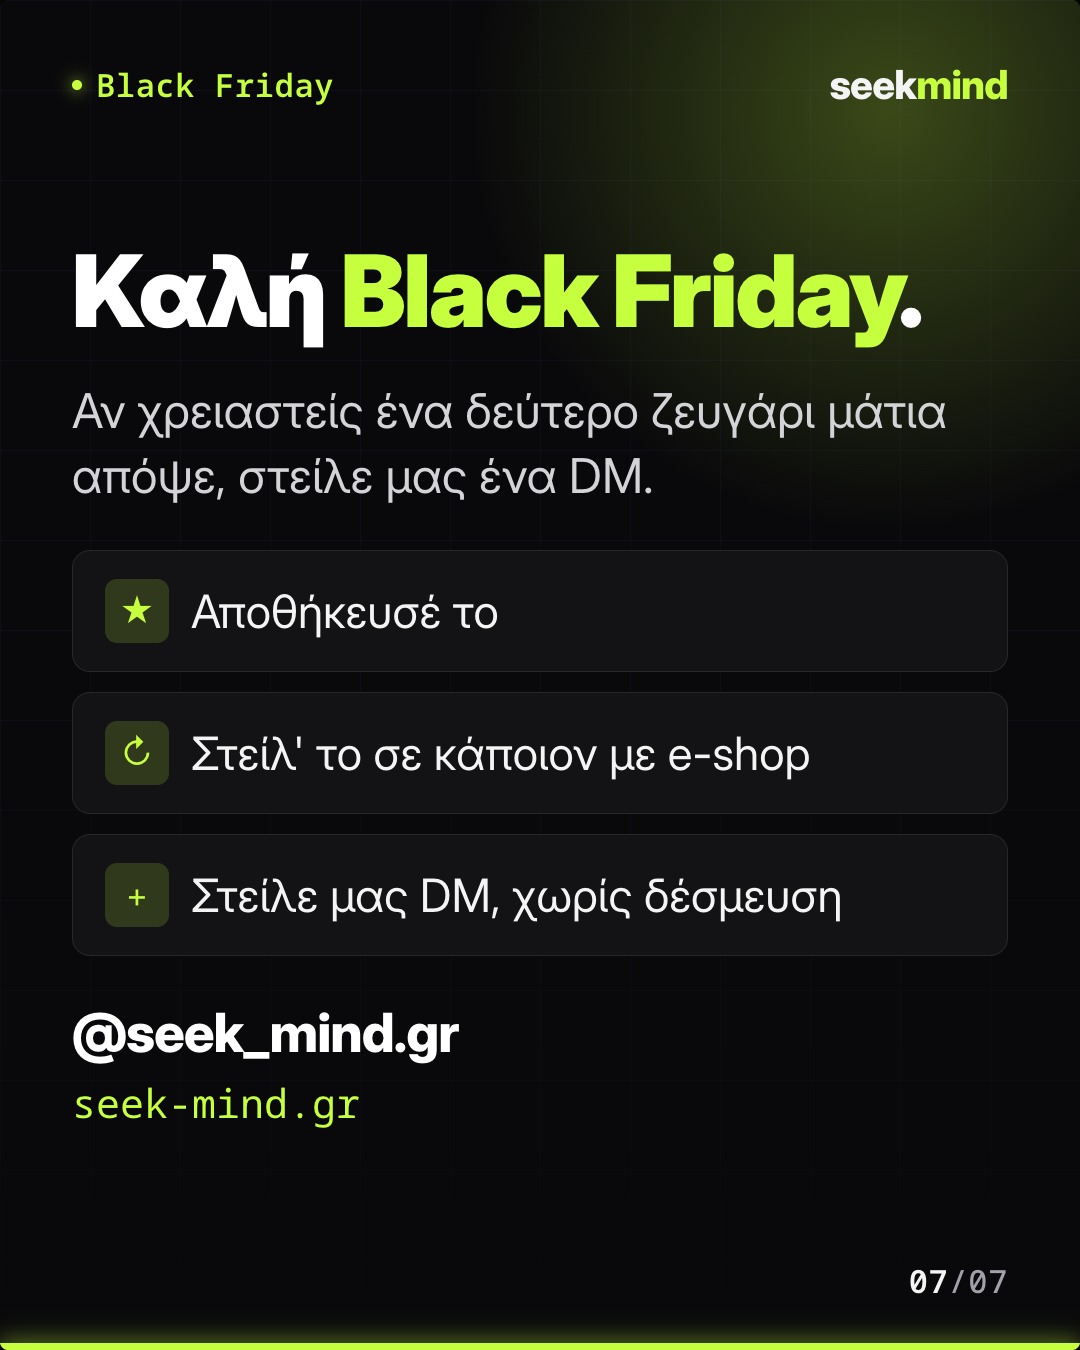 Black Friday
seekmind
Καλή Black Friday.
Αν χρειαστείς ένα δεύτερο ζευγάρι μάτια
απόψε, στείλε μας ένα DM.
★ Αποθήκευσέ το
↻ Στείλ' το σε κάποιον με e-shop
+ Στείλε μας DM, χωρίς δέσμευση
@seek_mind.gr
seek-mind.gr
07/07